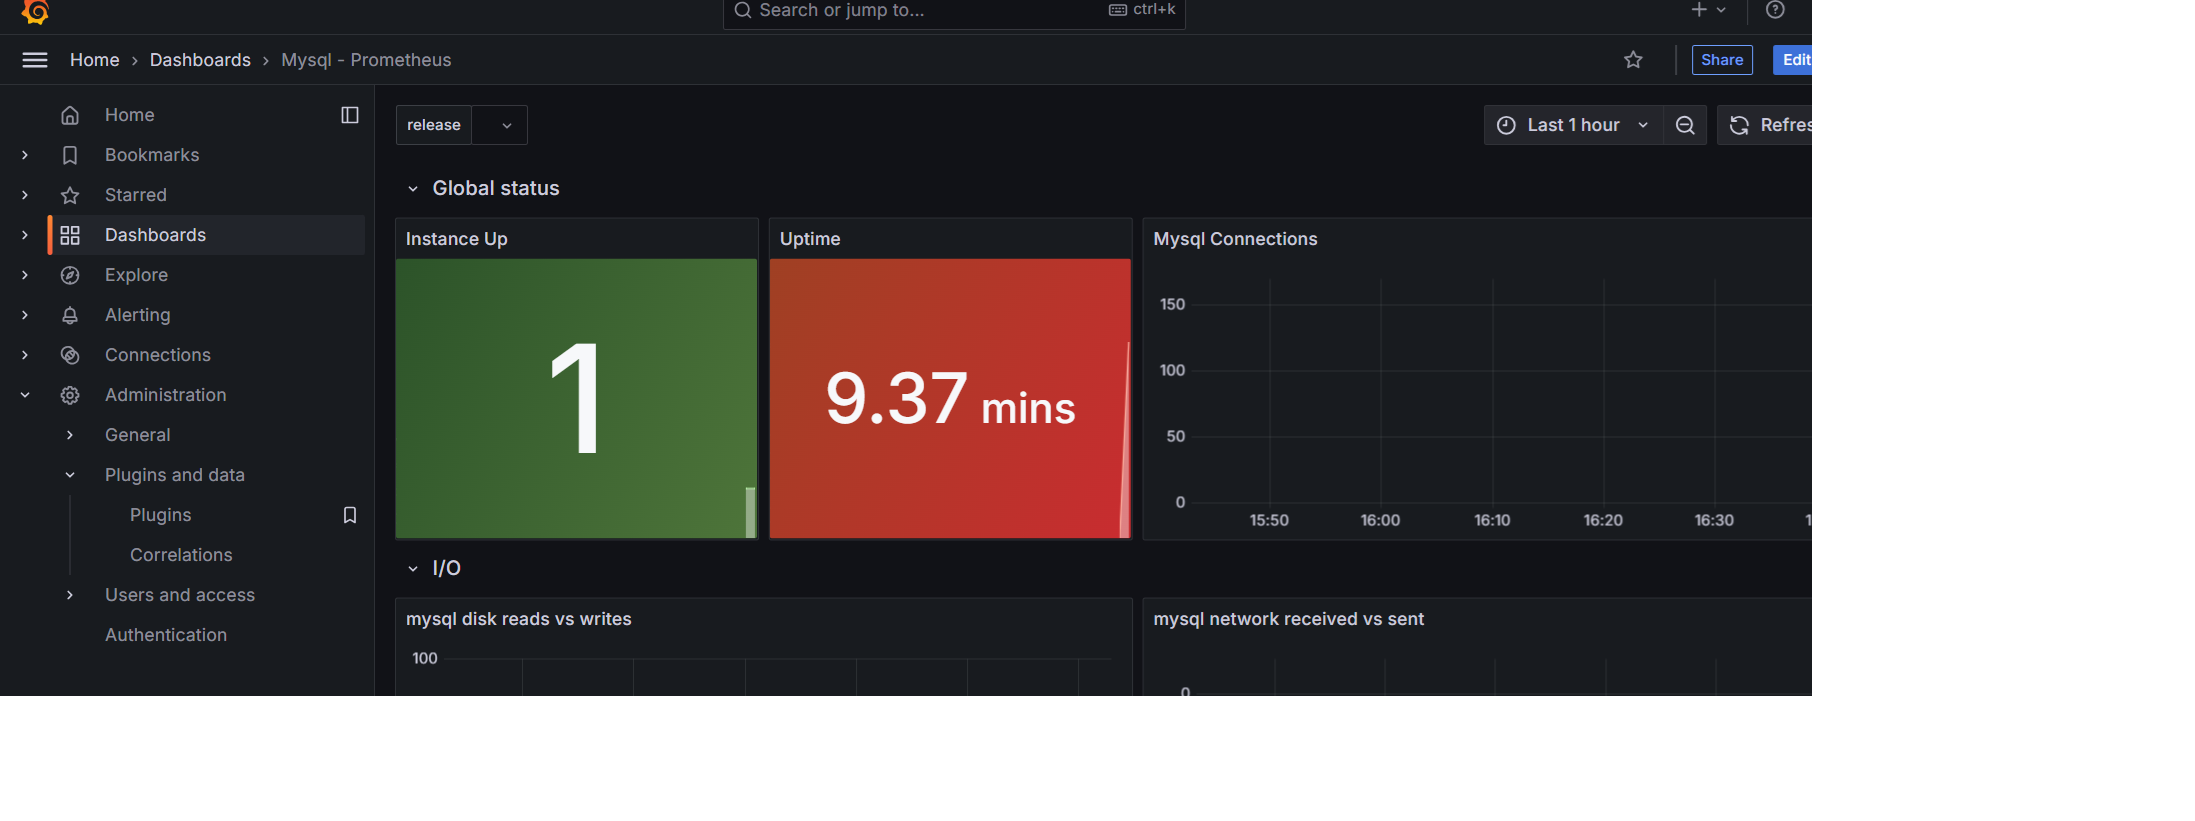 Search or jump to... ctrl+k
Home › Dashboards › Mysql - Prometheus Share Edit
Home
Bookmarks
Starred
Dashboards
Explore
Alerting
Connections
Administration
General
Plugins and data
Plugins
Correlations
Users and access
Authentication
release Last 1 hour Refres
Global status
Instance Up
1
Uptime
9.37 mins
Mysql Connections
150
100
50
0
15:50 16:00 16:10 16:20 16:30 1
I/O
mysql disk reads vs writes
100
mysql network received vs sent
0